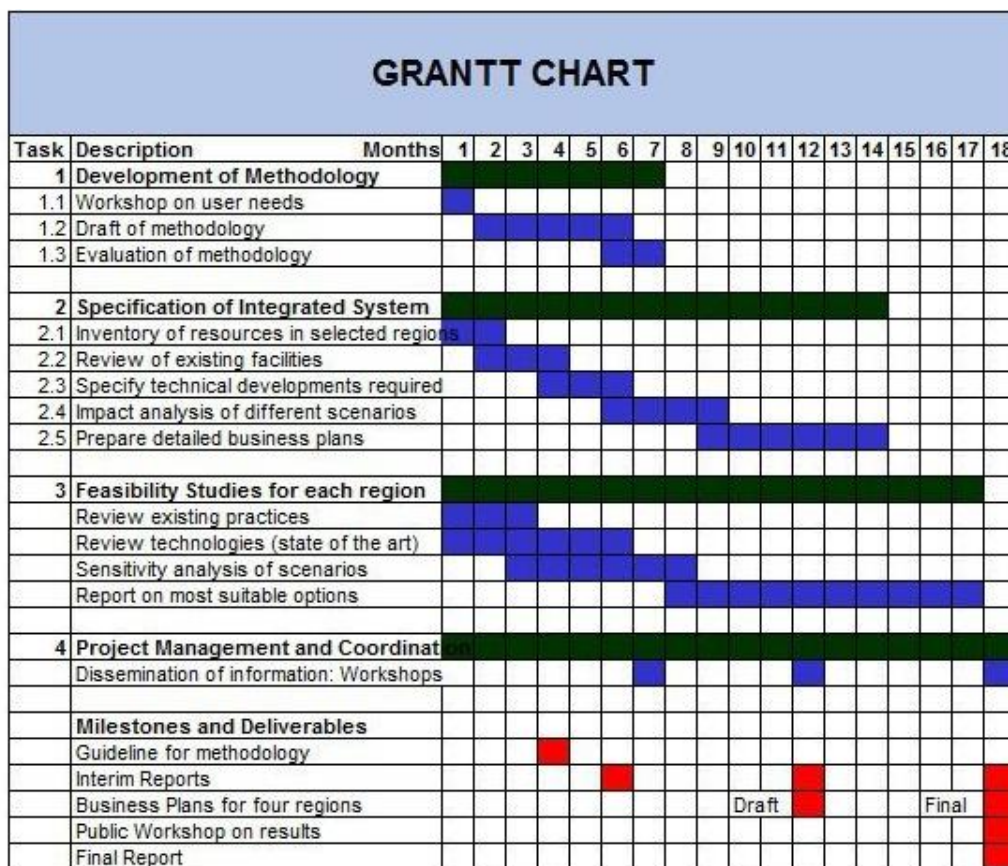 GRANTT CHART
Task Description Months 1 2 3 4 5 6 7 8 9 10 11 12 13 14 15 16 17 18
1 Development of Methodology
1.1 Workshop on user needs
1.2 Draft of methodology
1.3 Evaluation of methodology
2 Specification of Integrated System
2.1 Inventory of resources in selected regions
2.2 Review of existing facilities
2.3 Specify technical developments required
2.4 Impact analysis of different scenarios
2.5 Prepare detailed business plans
3 Feasibility Studies for each region
Review existing practices
Review technologies (state of the art)
Sensitivity analysis of scenarios
Report on most suitable options
4 Project Management and Coordination
Dissemination of information: Workshops
Milestones and Deliverables
Guideline for methodology
Interim Reports
Business Plans for four regions Draft Final
Public Workshop on results
Final Report